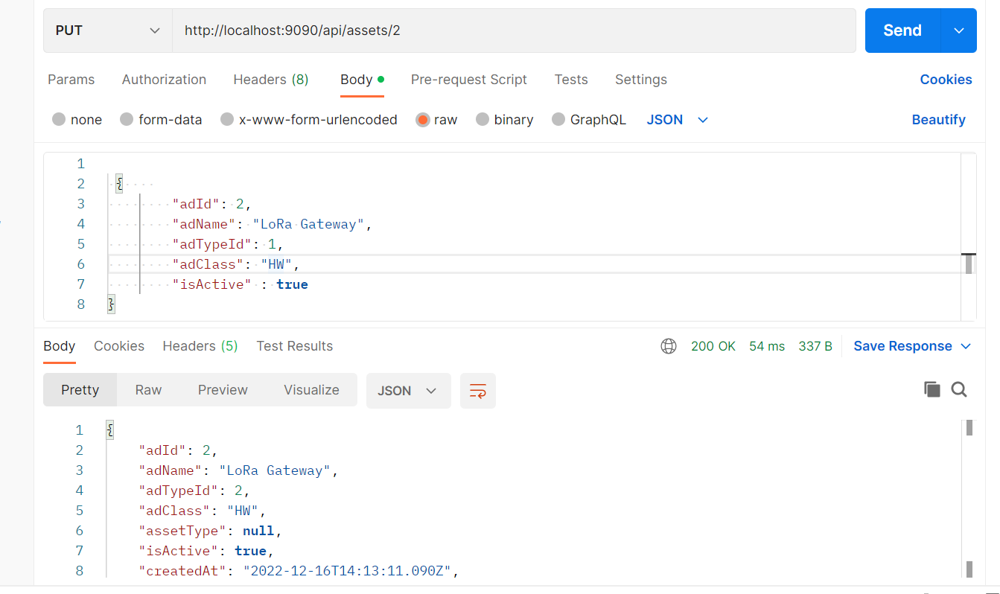 PUT http://localhost:9090/api/assets/2 Send
Params Authorization Headers (8) Body Pre-request Script Tests Settings Cookies
none form-data x-www-form-urlencoded raw binary GraphQL JSON Beautify
1
2 {
3 "adId": 2,
4 "adName": "LoRa Gateway",
5 "adTypeId": 1,
6 "adClass": "HW",
7 "isActive" : true
8 }
Body Cookies Headers (5) Test Results 200 OK 54 ms 337 B Save Response
Pretty Raw Preview Visualize JSON
1 {
2 "adId": 2,
3 "adName": "LoRa Gateway",
4 "adTypeId": 2,
5 "adClass": "HW",
6 "assetType": null,
7 "isActive": true,
8 "createdAt": "2022-12-16T14:13:11.090Z",